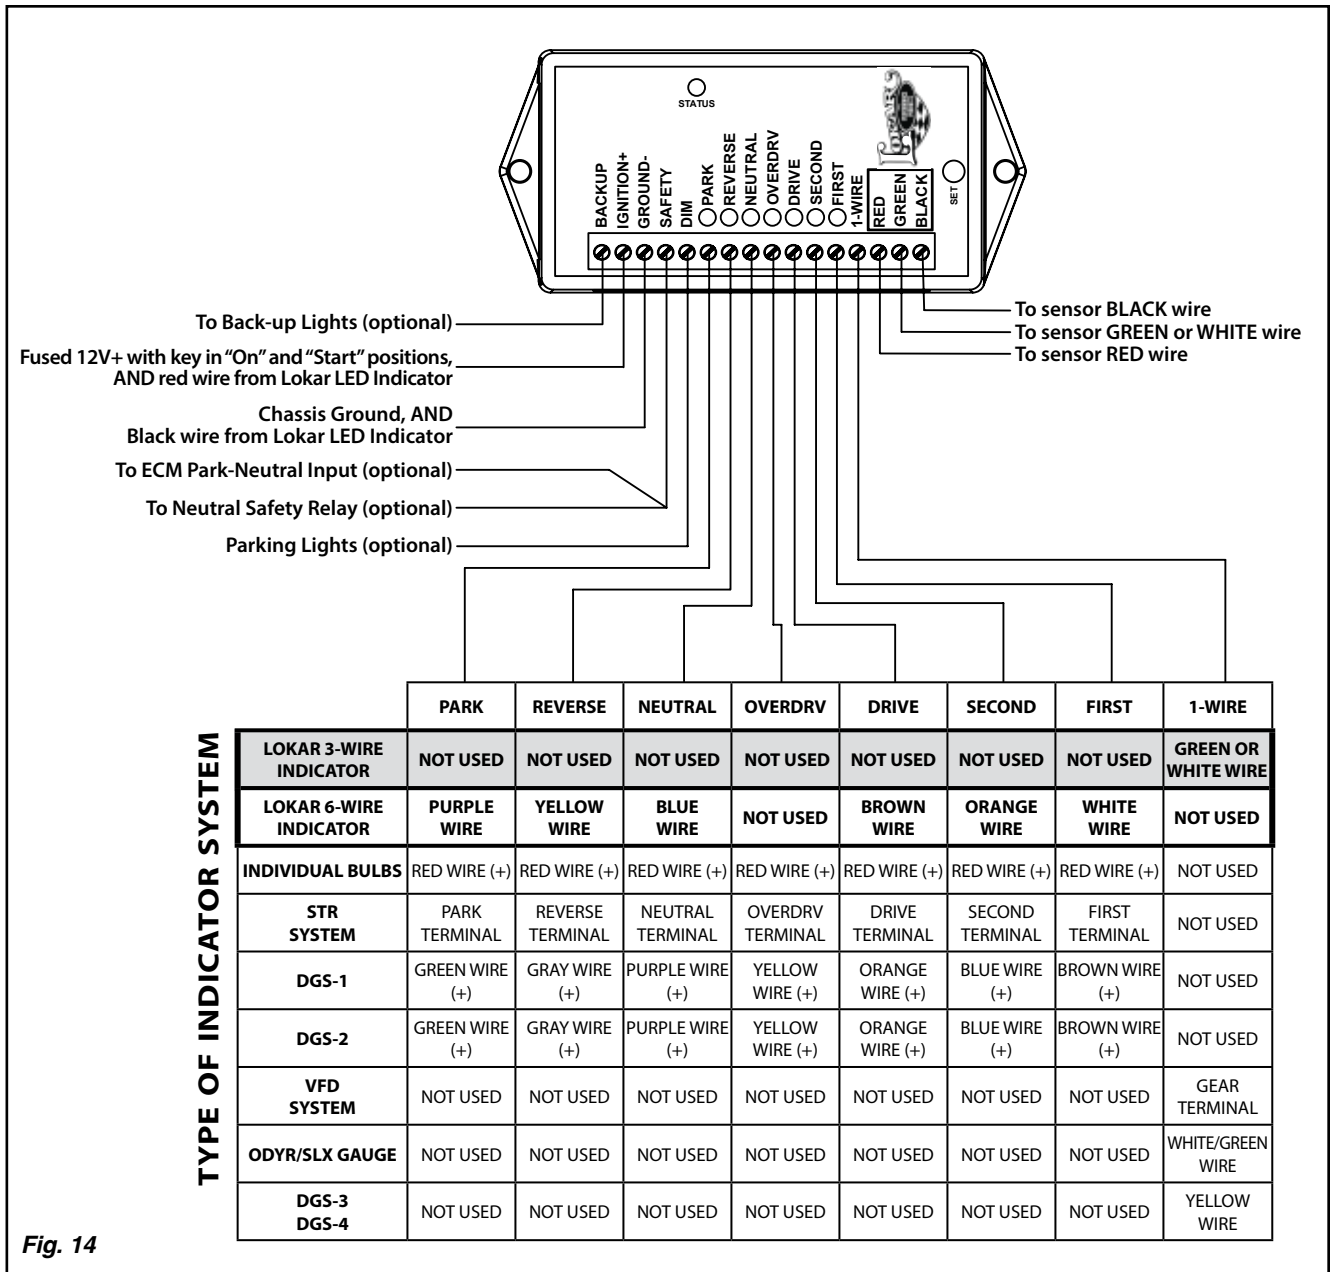 STATUS
LOKAR
BACKUP
IGNITION+
GROUND-
SAFETY
DIM
PARK
REVERSE
NEUTRAL
OVERDRV
DRIVE
SECOND
FIRST
1-WIRE
RED
GREEN
BLACK
SET
To Back-up Lights (optional)
Fused 12V+ with key in “On” and “Start” positions,
AND red wire from Lokar LED Indicator
Chassis Ground, AND
Black wire from Lokar LED Indicator
To ECM Park-Neutral Input (optional)
To Neutral Safety Relay (optional)
Parking Lights (optional)
To sensor BLACK wire
To sensor GREEN or WHITE wire
To sensor RED wire
TYPE OF INDICATOR SYSTEM
PARK REVERSE NEUTRAL OVERDRV DRIVE SECOND FIRST 1-WIRE
LOKAR 3-WIRE INDICATOR NOT USED NOT USED NOT USED NOT USED NOT USED NOT USED NOT USED GREEN OR WHITE WIRE
LOKAR 6-WIRE INDICATOR PURPLE WIRE YELLOW WIRE BLUE WIRE NOT USED BROWN WIRE ORANGE WIRE WHITE WIRE NOT USED
INDIVIDUAL BULBS RED WIRE (+) RED WIRE (+) RED WIRE (+) RED WIRE (+) RED WIRE (+) RED WIRE (+) RED WIRE (+) NOT USED
STR SYSTEM PARK TERMINAL REVERSE TERMINAL NEUTRAL TERMINAL OVERDRV TERMINAL DRIVE TERMINAL SECOND TERMINAL FIRST TERMINAL NOT USED
DGS-1 GREEN WIRE (+) GRAY WIRE (+) PURPLE WIRE (+) YELLOW WIRE (+) ORANGE WIRE (+) BLUE WIRE (+) BROWN WIRE (+) NOT USED
DGS-2 GREEN WIRE (+) GRAY WIRE (+) PURPLE WIRE (+) YELLOW WIRE (+) ORANGE WIRE (+) BLUE WIRE (+) BROWN WIRE (+) NOT USED
VFD SYSTEM NOT USED NOT USED NOT USED NOT USED NOT USED NOT USED NOT USED GEAR TERMINAL
ODYR/SLX GAUGE NOT USED NOT USED NOT USED NOT USED NOT USED NOT USED NOT USED WHITE/GREEN WIRE
DGS-3 DGS-4 NOT USED NOT USED NOT USED NOT USED NOT USED NOT USED NOT USED YELLOW WIRE
Fig. 14